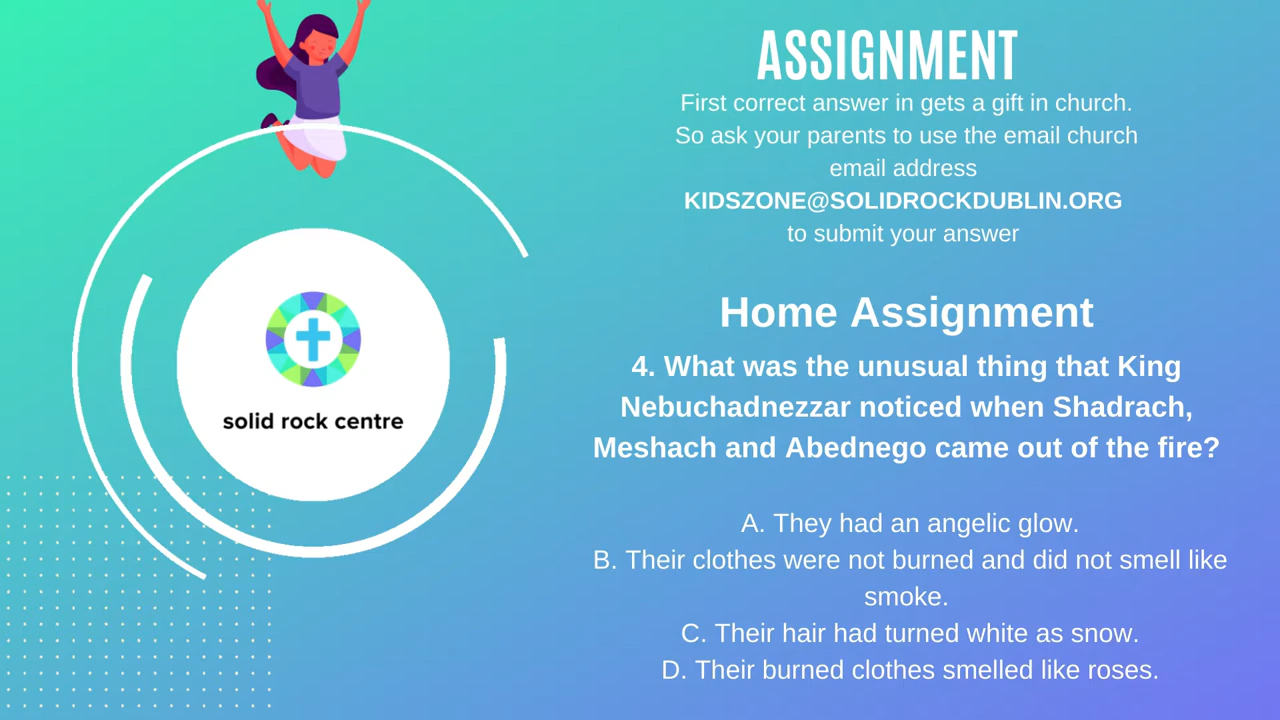 ASSIGNMENT
First correct answer in gets a gift in church.
So ask your parents to use the email church
email address
KIDSZONE@SOLIDROCKDUBLIN.ORG
to submit your answer
solid rock centre
Home Assignment
4. What was the unusual thing that King
Nebuchadnezzar noticed when Shadrach,
Meshach and Abednego came out of the fire?
A. They had an angelic glow.
B. Their clothes were not burned and did not smell like
smoke.
C. Their hair had turned white as snow.
D. Their burned clothes smelled like roses.